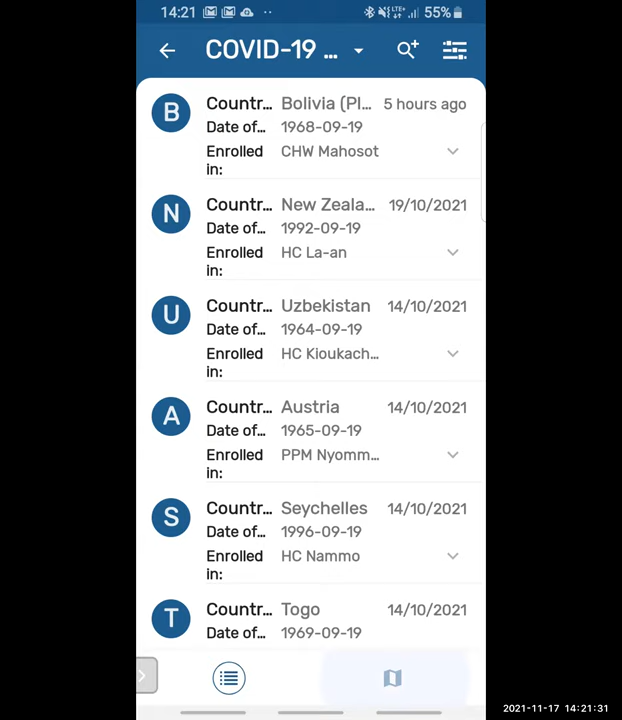 14:21 55%
COVID-19 ...
B Countr... Bolivia (Pl... 5 hours ago
Date of... 1968-09-19
Enrolled in: CHW Mahosot
N Countr... New Zeala... 19/10/2021
Date of... 1992-09-19
Enrolled in: HC La-an
U Countr... Uzbekistan 14/10/2021
Date of... 1964-09-19
Enrolled in: HC Kioukach...
A Countr... Austria 14/10/2021
Date of... 1965-09-19
Enrolled in: PPM Nyomm...
S Countr... Seychelles 14/10/2021
Date of... 1996-09-19
Enrolled in: HC Nammo
T Countr... Togo 14/10/2021
Date of... 1969-09-19
2021-11-17 14:21:31